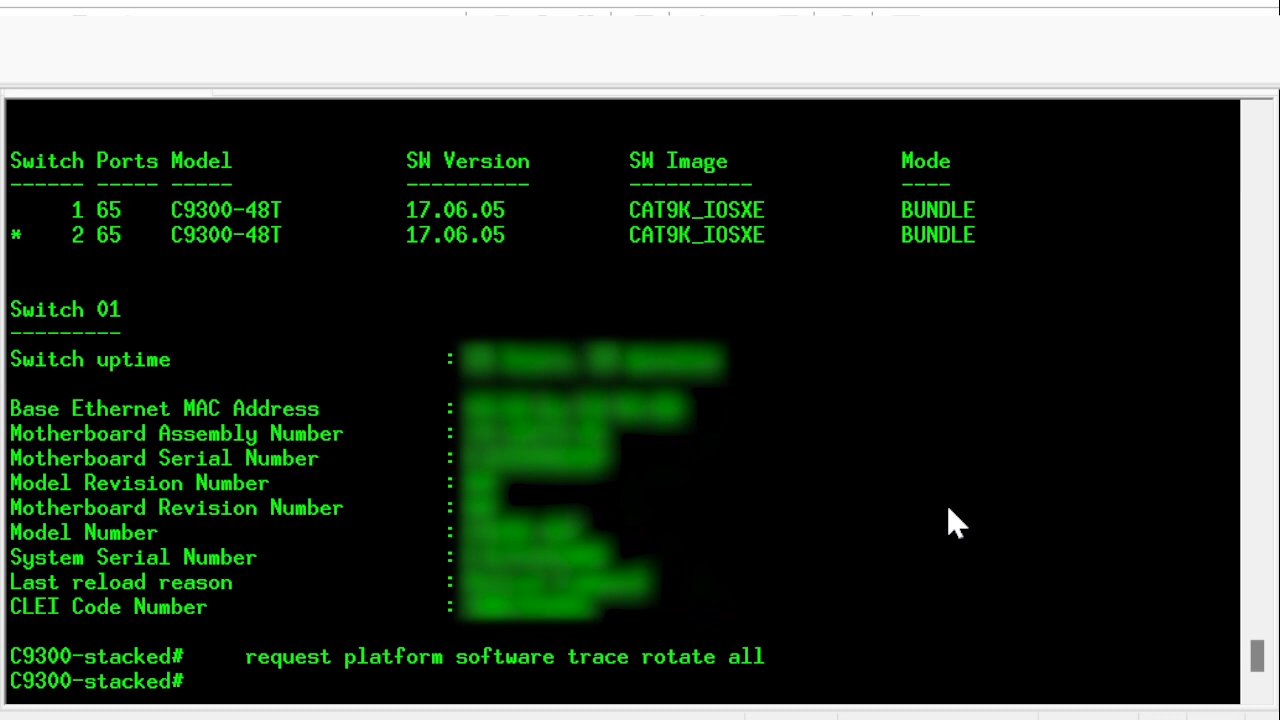 Switch Ports Model SW Version SW Image Mode
------ ----- ----- ---------- ---------- ----
1 65 C9300-48T 17.06.05 CAT9K_IOSXE BUNDLE
* 2 65 C9300-48T 17.06.05 CAT9K_IOSXE BUNDLE
Switch 01
---------
Switch uptime :
Base Ethernet MAC Address :
Motherboard Assembly Number :
Motherboard Serial Number :
Model Revision Number :
Motherboard Revision Number :
Model Number :
System Serial Number :
Last reload reason :
CLEI Code Number :
C9300-stacked# request platform software trace rotate all
C9300-stacked#